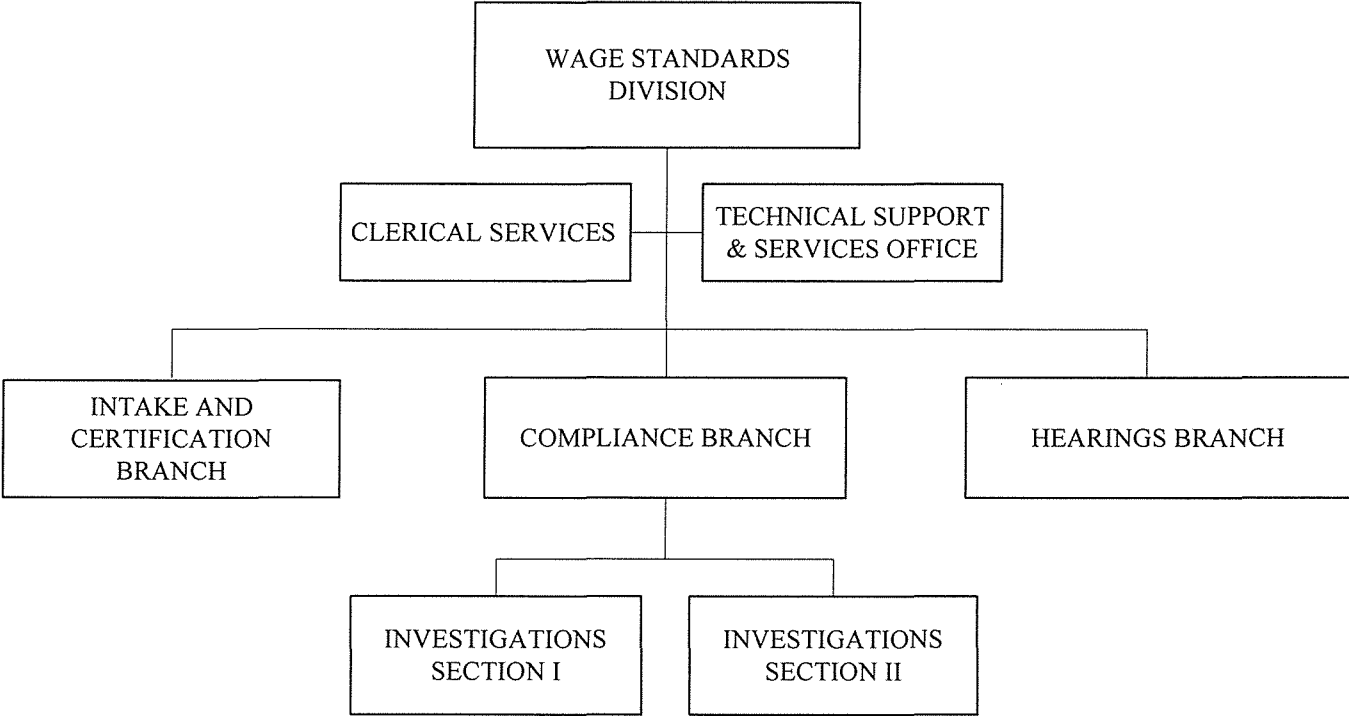 WAGE STANDARDS
DIVISION
CLERICAL SERVICES
TECHNICAL SUPPORT
& SERVICES OFFICE
INTAKE AND
CERTIFICATION
BRANCH
COMPLIANCE BRANCH
HEARINGS BRANCH
INVESTIGATIONS
SECTION I
INVESTIGATIONS
SECTION II